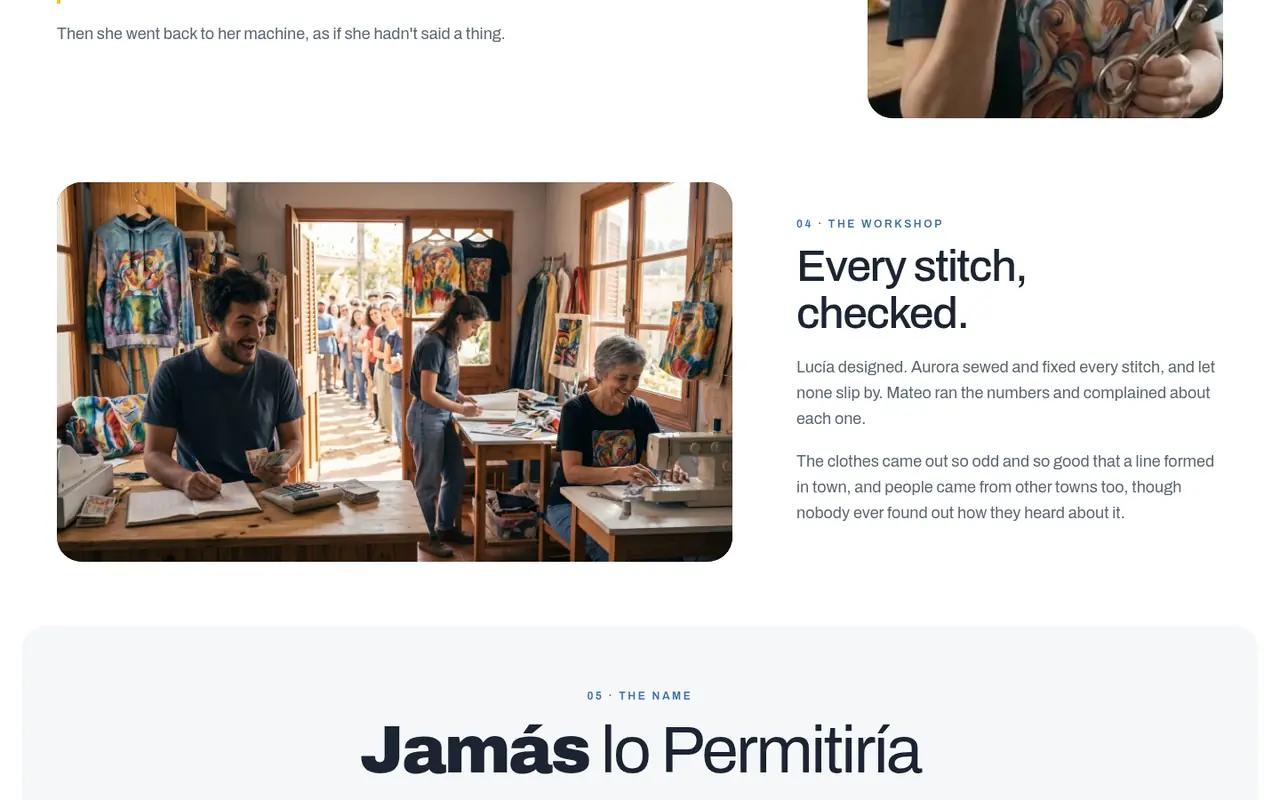 Then she went back to her machine, as if she hadn't said a thing.
04 · THE WORKSHOP
Every stitch,
checked.
Lucía designed. Aurora sewed and fixed every stitch, and let
none slip by. Mateo ran the numbers and complained about
each one.
The clothes came out so odd and so good that a line formed
in town, and people came from other towns too, though
nobody ever found out how they heard about it.
05 · THE NAME
Jamás lo Permitiría